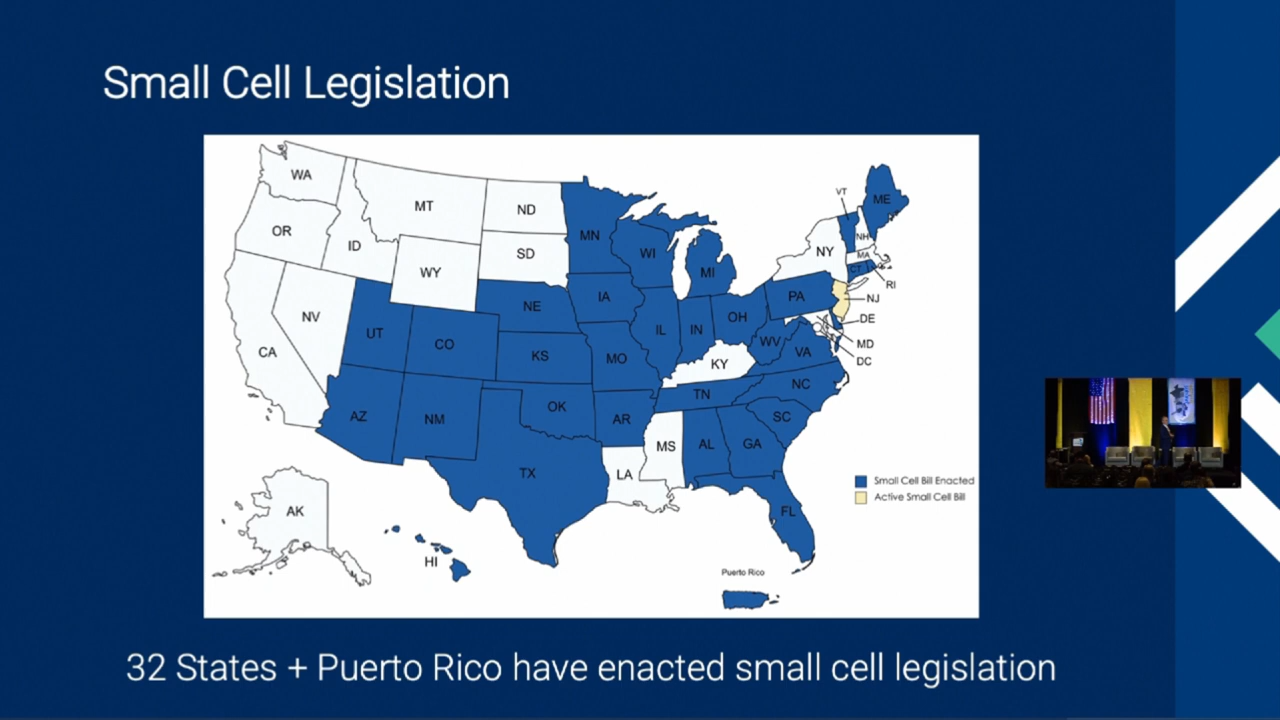 Small Cell Legislation
WA
MT
ND
OR
ID
SD
WY
NV
CA
UT
CO
NE
KS
AZ
NM
OK
TX
MN
WI
MI
IA
IL
IN
OH
MO
KY
TN
AR
MS
LA
AL
GA
FL
SC
NC
VA
WV
PA
NY
VT
ME
NH
MA
CT
RI
NJ
DE
MD
DC
AK
HI
Small Cell Bill Enacted
Active Small Cell Bill
Puerto Rico
32 States + Puerto Rico have enacted small cell legislation